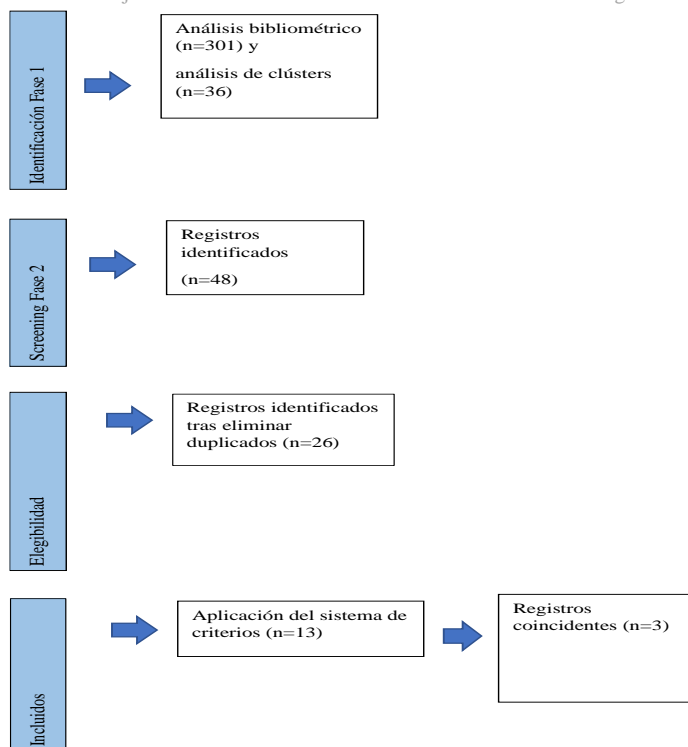 Identificación Fase 1
Análisis bibliométrico
(n=301) y
análisis de clústers
(n=36)
Screening Fase 2
Registros
identificados
(n=48)
Elegibilidad
Registros identificados
tras eliminar
duplicados (n=26)
Incluidos
Aplicación del sistema de
criterios (n=13)
Registros
coincidentes (n=3)